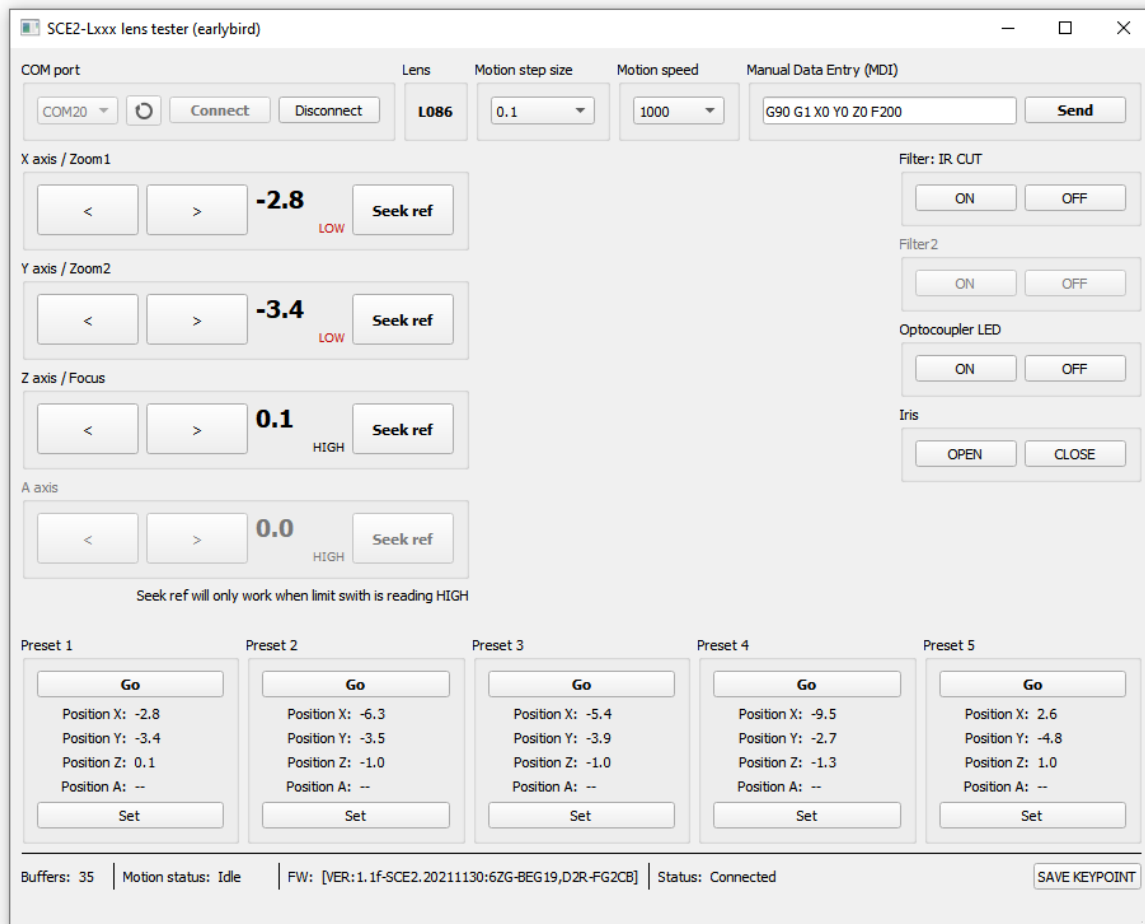 SCE2-Lxxx lens tester (earlybird)
COM port Lens Motion step size Motion speed Manual Data Entry (MDI)
COM20 Connect Disconnect L086 0.1 1000 G90 G1 X0 Y0 Z0 F200 Send
X axis / Zoom1
< > -2.8 LOW Seek ref
Y axis / Zoom2
< > -3.4 LOW Seek ref
Z axis / Focus
< > 0.1 HIGH Seek ref
A axis
< > 0.0 HIGH Seek ref
Seek ref will only work when limit swith is reading HIGH
Filter: IR CUT
ON OFF
Filter2
ON OFF
Optocoupler LED
ON OFF
Iris
OPEN CLOSE
Preset 1 Preset 2 Preset 3 Preset 4 Preset 5
Go Go Go Go Go
Position X: -2.8 Position X: -6.3 Position X: -5.4 Position X: -9.5 Position X: 2.6
Position Y: -3.4 Position Y: -3.5 Position Y: -3.9 Position Y: -2.7 Position Y: -4.8
Position Z: 0.1 Position Z: -1.0 Position Z: -1.0 Position Z: -1.3 Position Z: 1.0
Position A: -- Position A: -- Position A: -- Position A: -- Position A: --
Set Set Set Set Set
Buffers: 35 Motion status: Idle FW: [VER:1.1f-SCE2.20211130:6ZG-BEG19,D2R-FG2CB] Status: Connected SAVE KEYPOINT